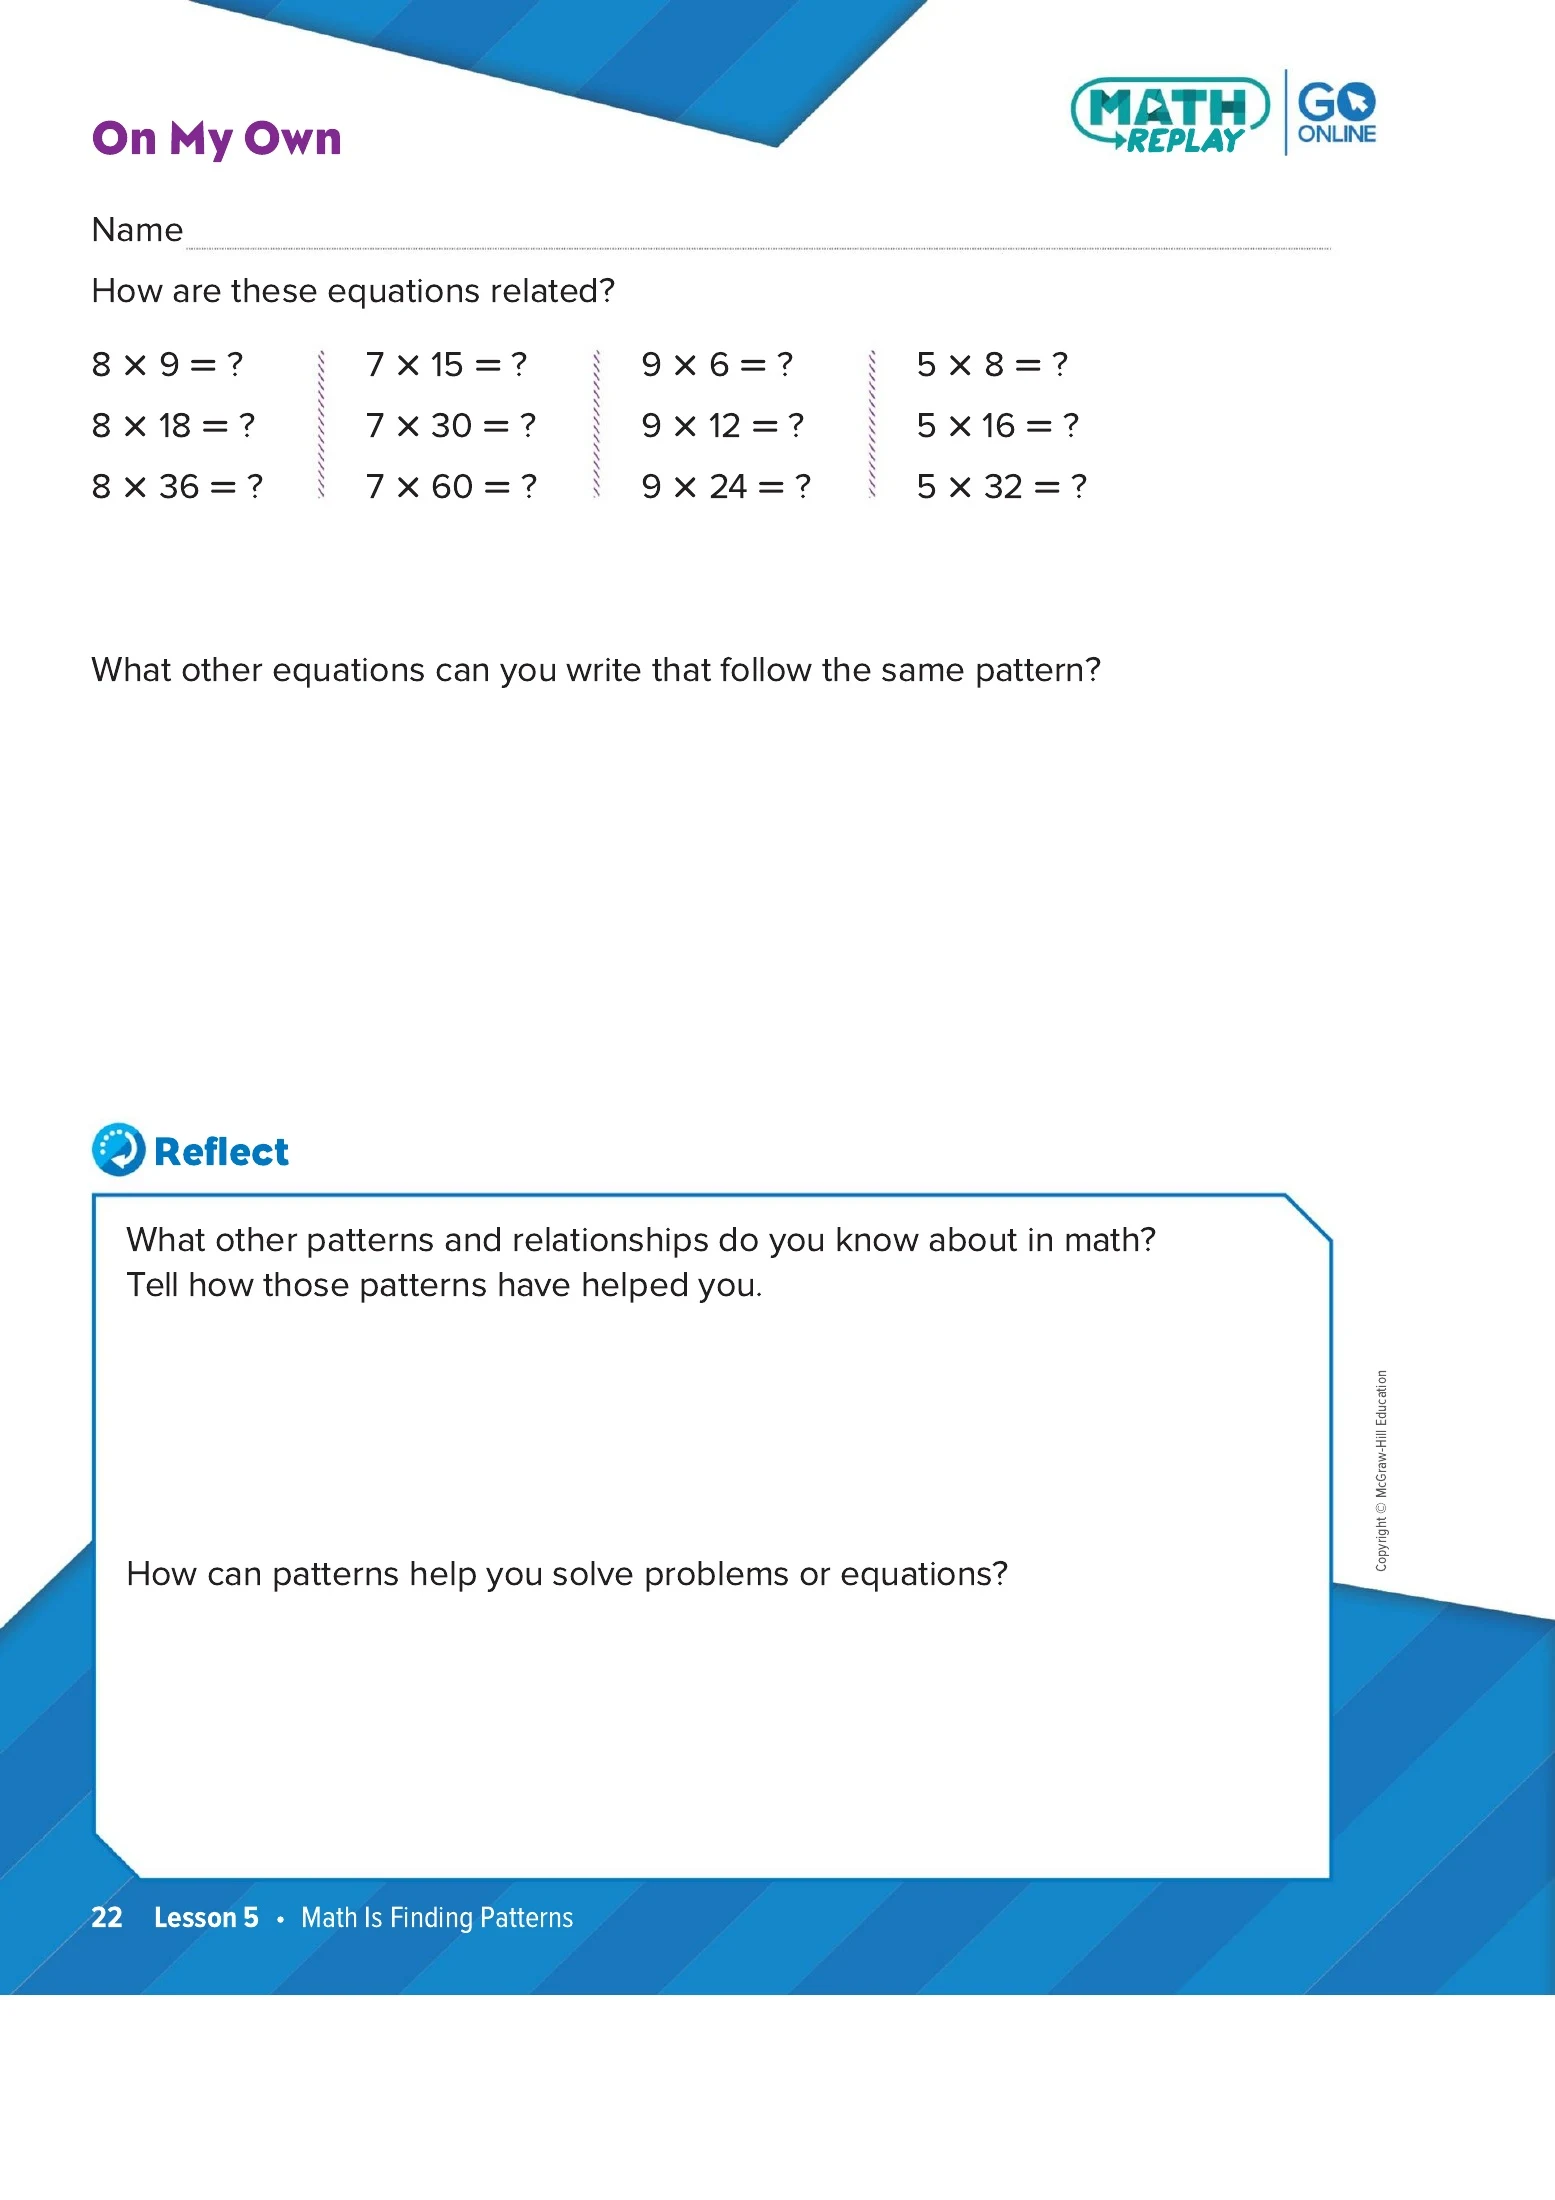 On My Own
MATH
REPLAY
GO
ONLINE
Name
How are these equations related?
8 × 9 = ? 7 × 15 = ? 9 × 6 = ? 5 × 8 = ?
8 × 18 = ? 7 × 30 = ? 9 × 12 = ? 5 × 16 = ?
8 × 36 = ? 7 × 60 = ? 9 × 24 = ? 5 × 32 = ?
What other equations can you write that follow the same pattern?
Reflect
What other patterns and relationships do you know about in math?
Tell how those patterns have helped you.
How can patterns help you solve problems or equations?
Copyright © McGraw-Hill Education
22 Lesson 5 • Math Is Finding Patterns